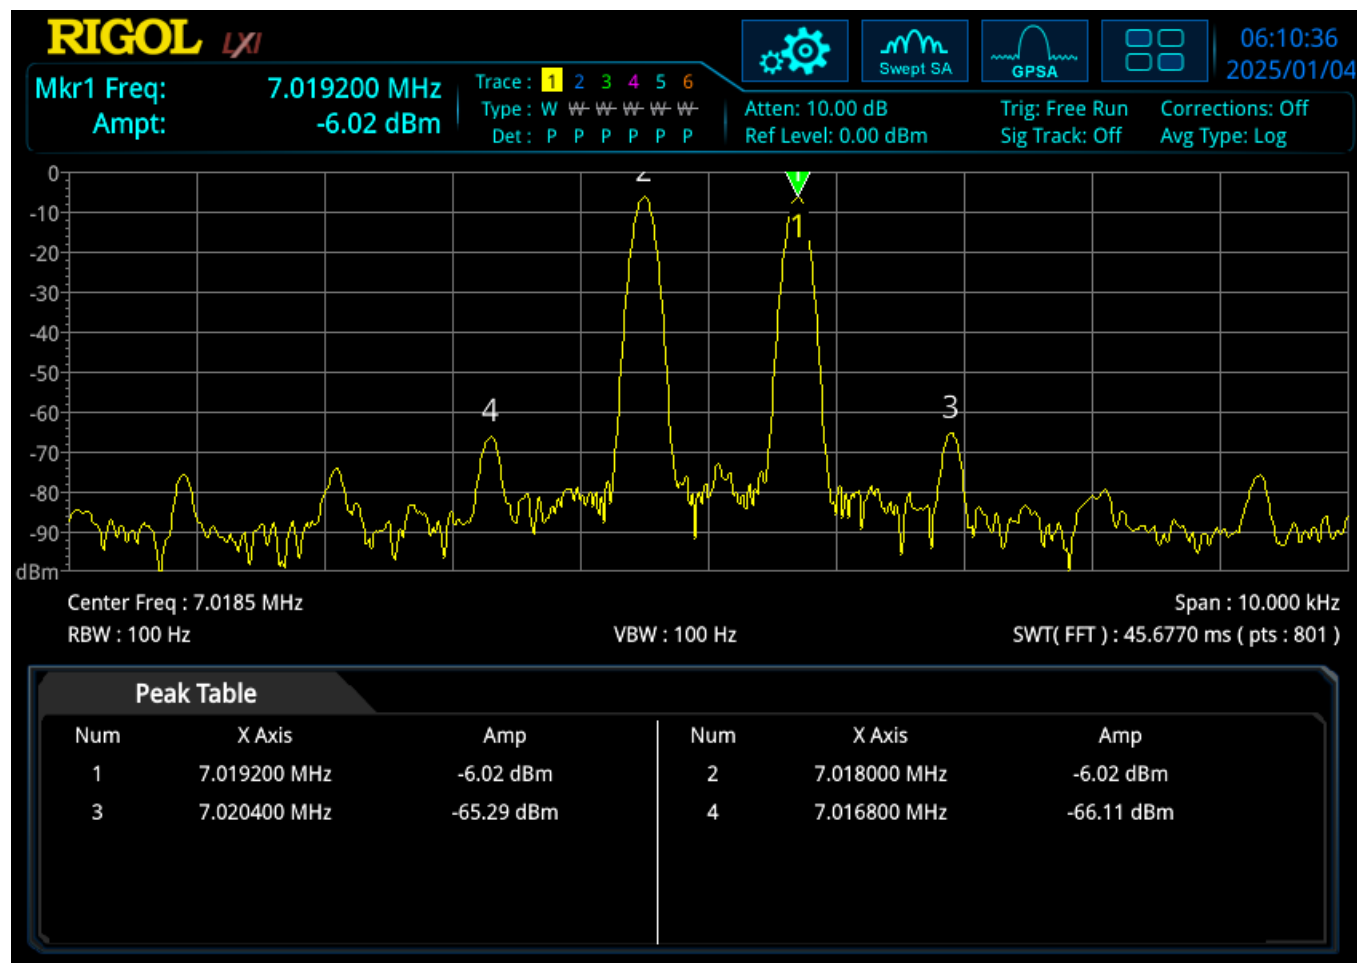 RIGOL LXI
Swept SA
GPSA
06:10:36
2025/01/04
Mkr1 Freq: 7.019200 MHz
Ampt: -6.02 dBm
Trace: 1 2 3 4 5 6
Type: W W W W W W
Det: P P P P P P
Atten: 10.00 dB
Ref Level: 0.00 dBm
Trig: Free Run
Sig Track: Off
Corrections: Off
Avg Type: Log
0
-10
-20
-30
-40
-50
-60
-70
-80
-90
dBm
2
1
1
4
3
Center Freq : 7.0185 MHz
Span : 10.000 kHz
RBW : 100 Hz
VBW : 100 Hz
SWT( FFT ) : 45.6770 ms ( pts : 801 )
Peak Table
Num X Axis Amp Num X Axis Amp
1 7.019200 MHz -6.02 dBm 2 7.018000 MHz -6.02 dBm
3 7.020400 MHz -65.29 dBm 4 7.016800 MHz -66.11 dBm